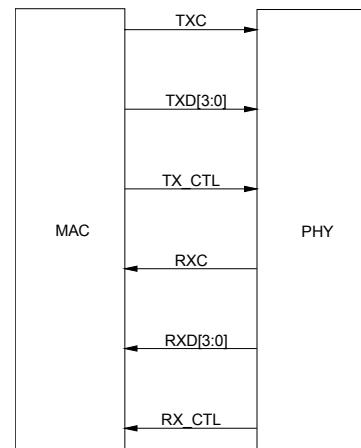 TXC
TXD[3:0]
TX_CTL
MAC
PHY
RXC
RXD[3:0]
RX_CTL